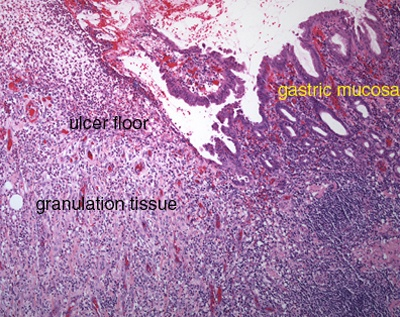 gastric mucosa
ulcer floor
granulation tissue